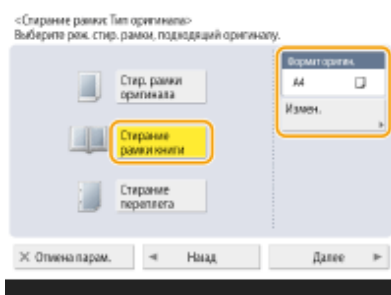 <Стирание рамки: Тип оригинала>
Выберите реж. стир. рамки, подходящий оригиналу.
Формат оригин.
A4
Измен.
Стир. рамки
оригинала
Стирание
рамки книги
Стирание
переплета
Отмена парам.
Назад
Далее